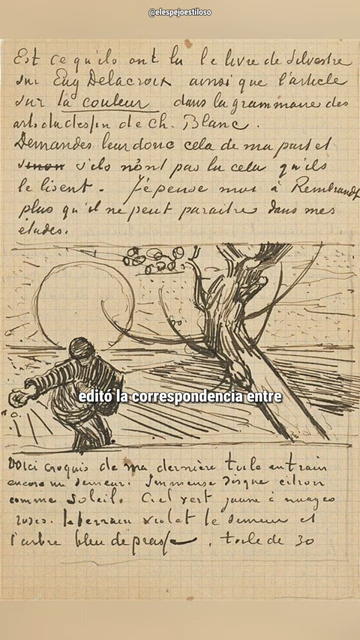 @elespejoestiloso
Est ce qu'ils ont lu le livre de Silvestre
sur Eug Delacroix ainsi que l'article
sur la couleur dans la grammaire des
arts du dessin de Ch. Blanc.
Demandes leur donc cela de ma part et
sinon s'ils n'ont pas lu cela qu'ils
le lisent. – J'épense moi à Rembrandt
plus qu'il ne peut paraitre dans mes
études.
editó la correspondencia entre
Voici croquis de ma dernière toile en train
encore un semeur. Immense disque citron
comme soleil. Ciel vert jaune à nuages
roses. le terrain violet le semeur et
l'arbre bleu de prusse. toile de 30